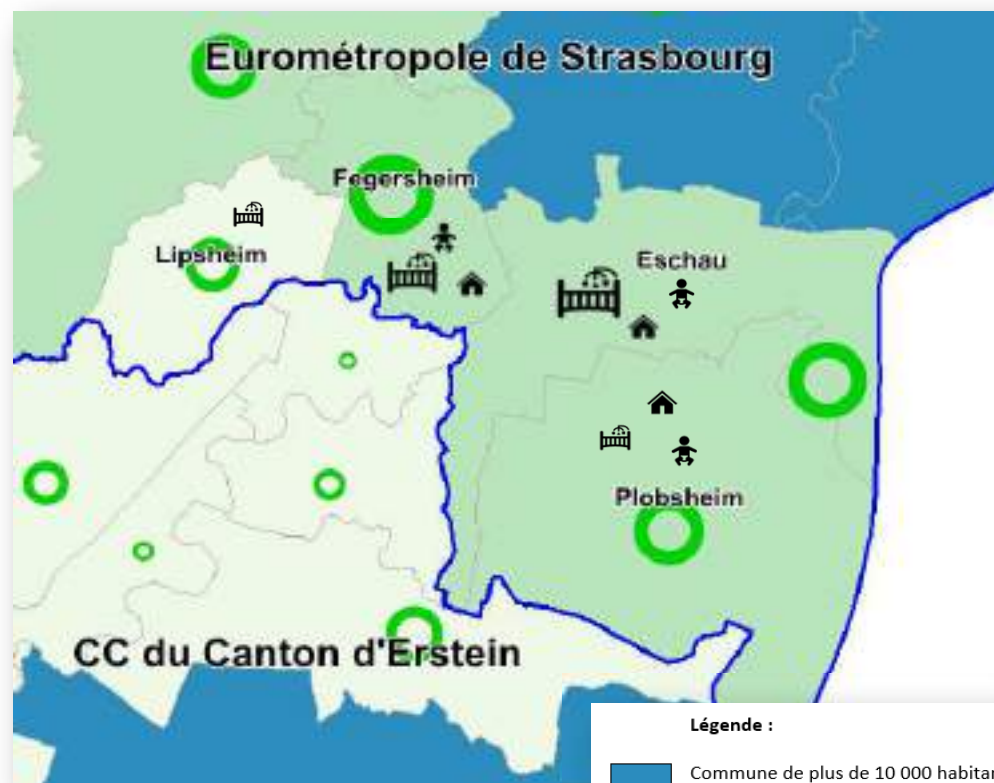 Eurométropole de Strasbourg
Fegersheim
Lipsheim
Eschau
Plobsheim
CC du Canton d'Erstein
Légende :
Commune de plus de 10 000 habitan